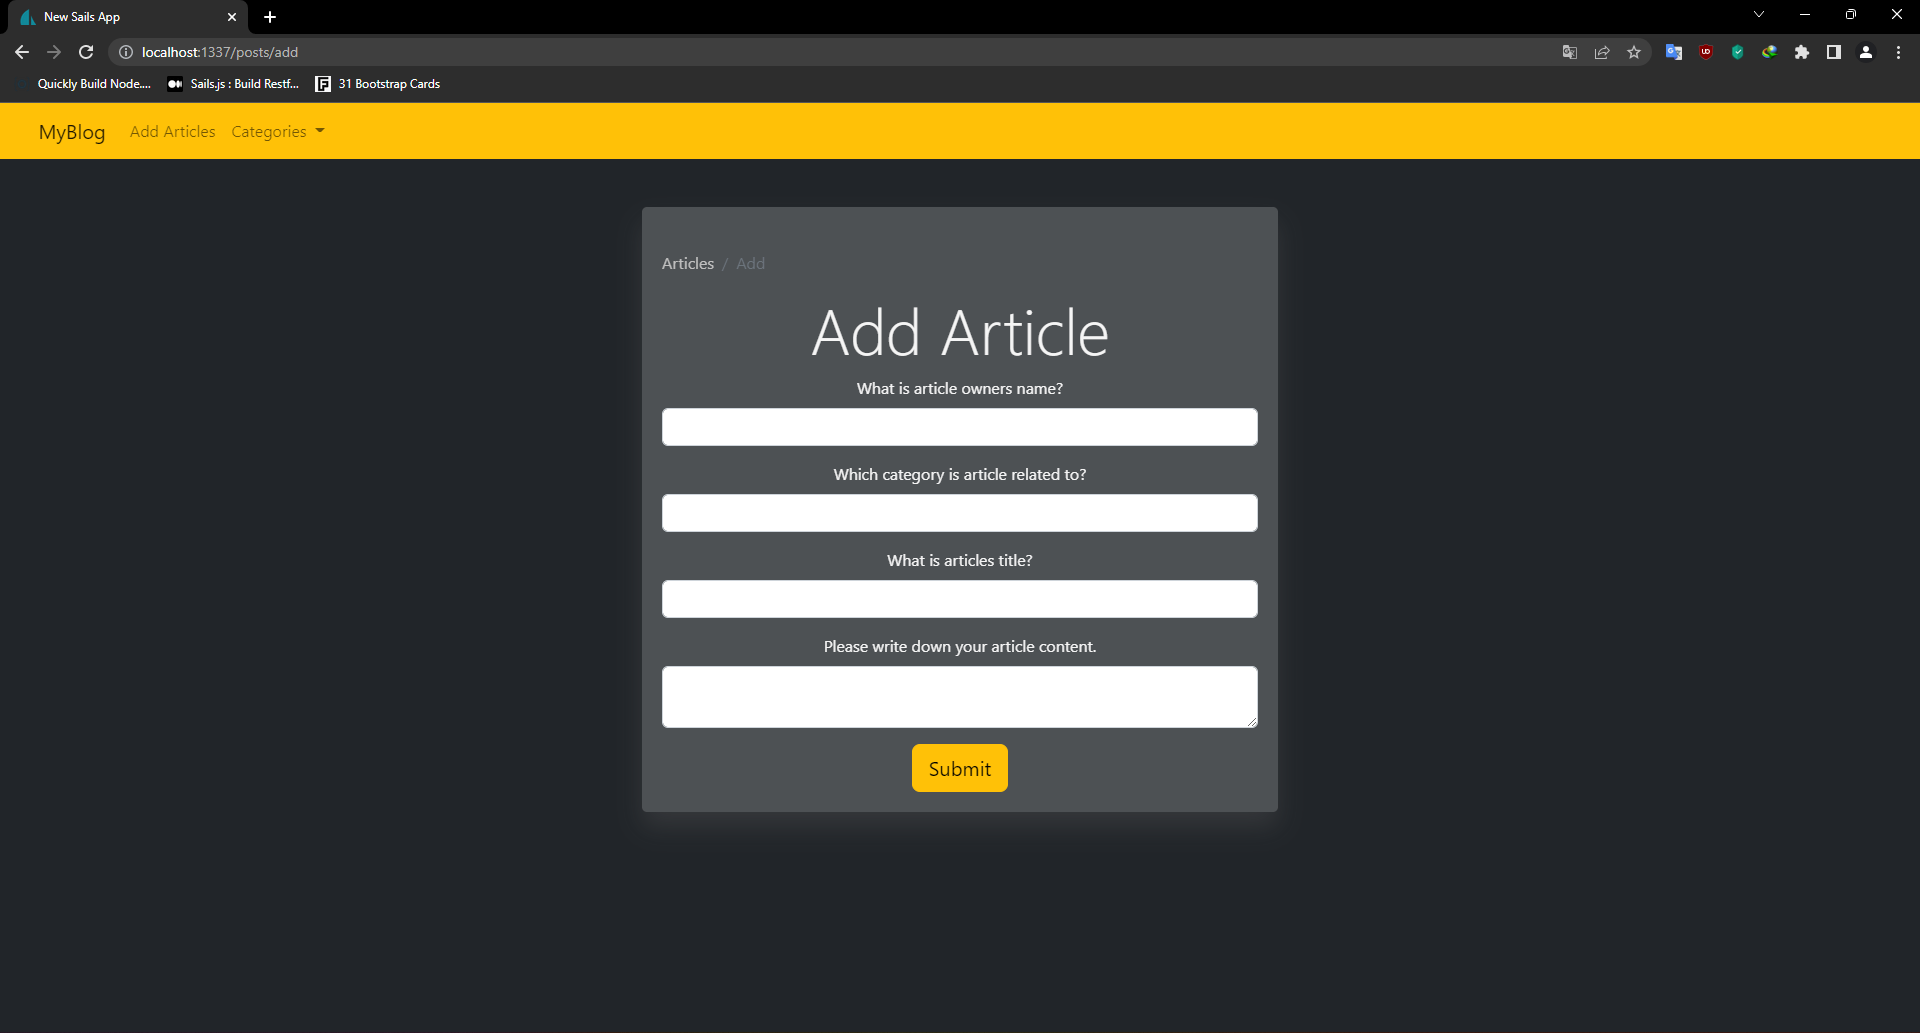 New Sails App
localhost:1337/posts/add
Quickly Build Node.... Sails.js : Build Restf... 31 Bootstrap Cards
MyBlog Add Articles Categories
Articles / Add
Add Article
What is article owners name?
Which category is article related to?
What is articles title?
Please write down your article content.
Submit